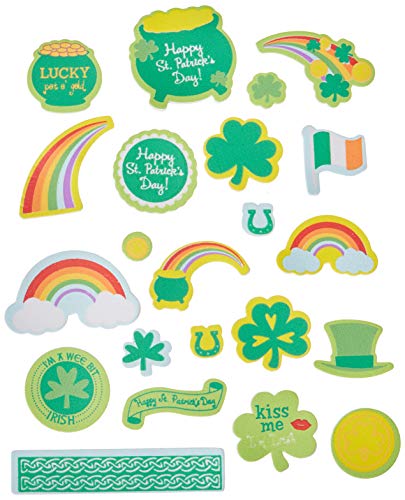 LUCKY
pot o' gold
Happy
St. Patrick's
Day!
Happy
St. Patrick's
Day!
I'M A WEE BIT
IRISH
Happy St. Patrick's Day
kiss
me
I'm Irish